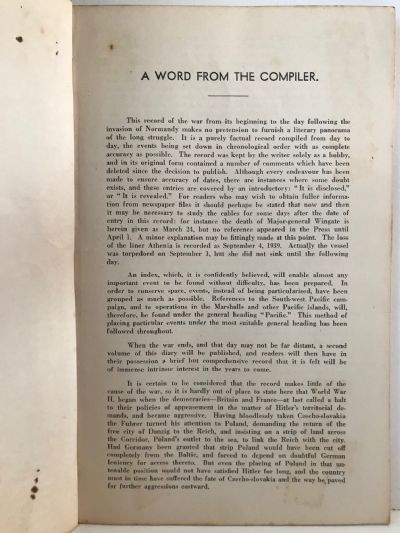 A WORD FROM THE COMPILER.
This record of the war from its beginning to the day following the
invasion of Normandy makes no pretension to furnish a literary panorama
of the long struggle. It is a purely factual record compiled from day to
day, the events being set down in chronological order with as complete
accuracy as possible. The record was kept by the writer solely as a hobby,
and in its original form contained a number of comments which have been
deleted since the decision to publish. Although every endeavour has been
made to ensure accuracy of dates, there are instances where some doubt
exists, and these entries are covered by an introductory: "It is disclosed,"
or "It is revealed." For readers who may wish to obtain fuller inform-
ation from newspaper files it should perhaps be stated that now and then
it may be necessary to study the cables for some days after the date of
entry in this record: for instance the death of Major-general Wingate is
herein given as March 24, but no reference appeared in the Press until
April 1. A minor explanation may be fittingly made at this point. The loss
of the liner Athenia is recorded as September 4, 1939. Actually the vessel
was torpedoed on September 3, but she did not sink until the following
day.
An index, which, it is confidently believed, will enable almost any
important event to be found without difficulty, has been prepared. In
order to conserve space, events, instead of being particularised, have been
grouped as much as possible. References to the South-west Pacific cam-
paign, and to operations in the Marshalls and other Pacific islands, will,
therefore, be found under the general heading "Pacific." This method of
placing particular events under the most suitable general heading has been
followed throughout.
When the war ends, and that day may not be far distant, a second
volume of this diary will be published, and readers will then have in
their possession a brief but comprehensive record that it is felt will be
of immense intrinsic interest in the years to come.
It is certain to be considered that the record makes little of the
cause of the war, so it is hardly out of place to state here that World War
II. began when the democracies—Britain and France—at last called a halt
to their policies of appeasement in the matter of Hitler's territorial de-
mands, and became aggressive. Having bloodlessly taken Czecho-slovakia
the Fuhrer turned his attention to Poland, demanding the return of the
free city of Danzig to the Reich, and insisting on a strip of land across
the Corridor, Poland's outlet to the sea, to link the Reich with the city.
Had Germany been granted that strip Poland would have been cut off
completely from the Baltic, and forced to depend on doubtful German
leniency for access thereto. But even the placing of Poland in that un-
tenable position would not have satisfied Hitler for long, and the country
must in time have suffered the fate of Czecho-slovakia and the way be paved
for further aggressions eastward.